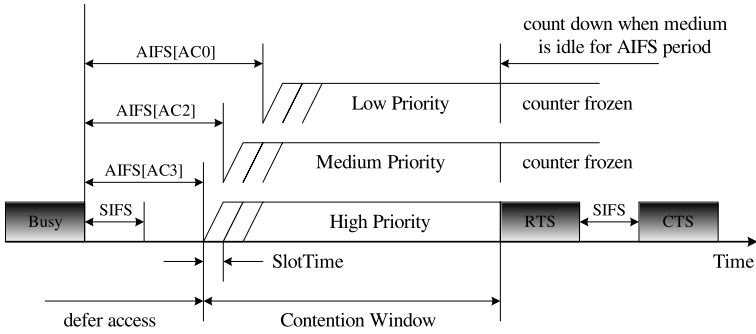 AIFS[AC0]
count down when medium
is idle for AIFS period
Low Priority
counter frozen
AIFS[AC2]
Medium Priority
counter frozen
AIFS[AC3]
Busy
SIFS
High Priority
RTS
SIFS
CTS
SlotTime
Time
defer access
Contention Window